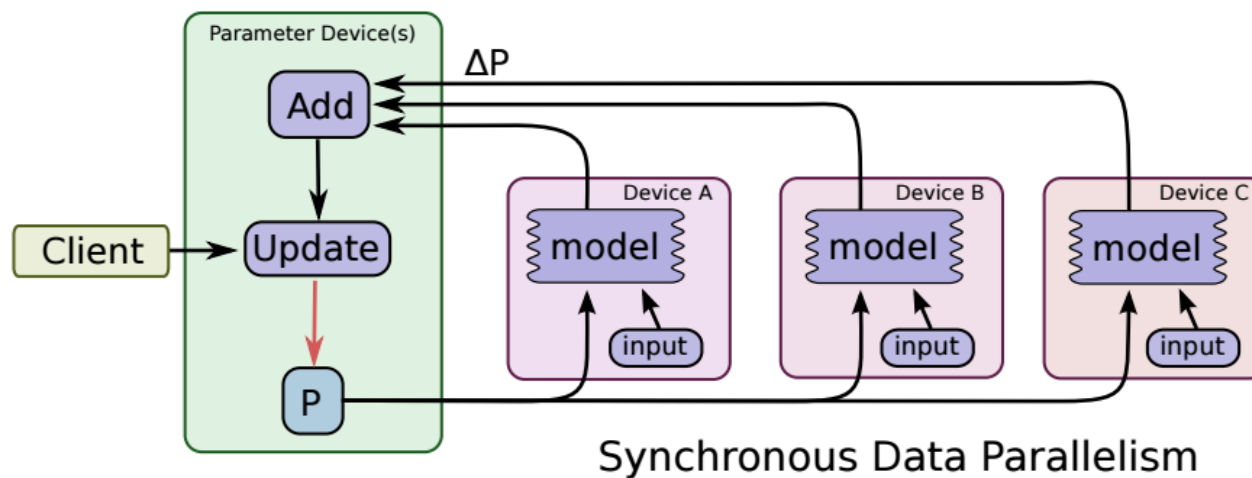 Parameter Device(s)
ΔP
Add
Device A
Device B
Device C
Client
Update
model
model
model
input
input
input
P
Synchronous Data Parallelism